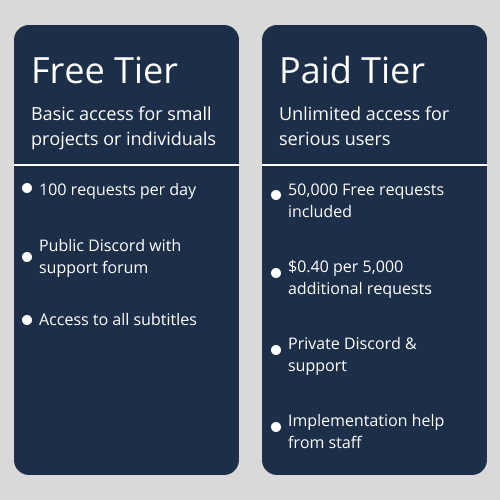 Free Tier
Basic access for small
projects or individuals
100 requests per day
Public Discord with
support forum
Access to all subtitles
Paid Tier
Unlimited access for
serious users
50,000 Free requests
included
$0.40 per 5,000
additional requests
Private Discord &
support
Implementation help
from staff